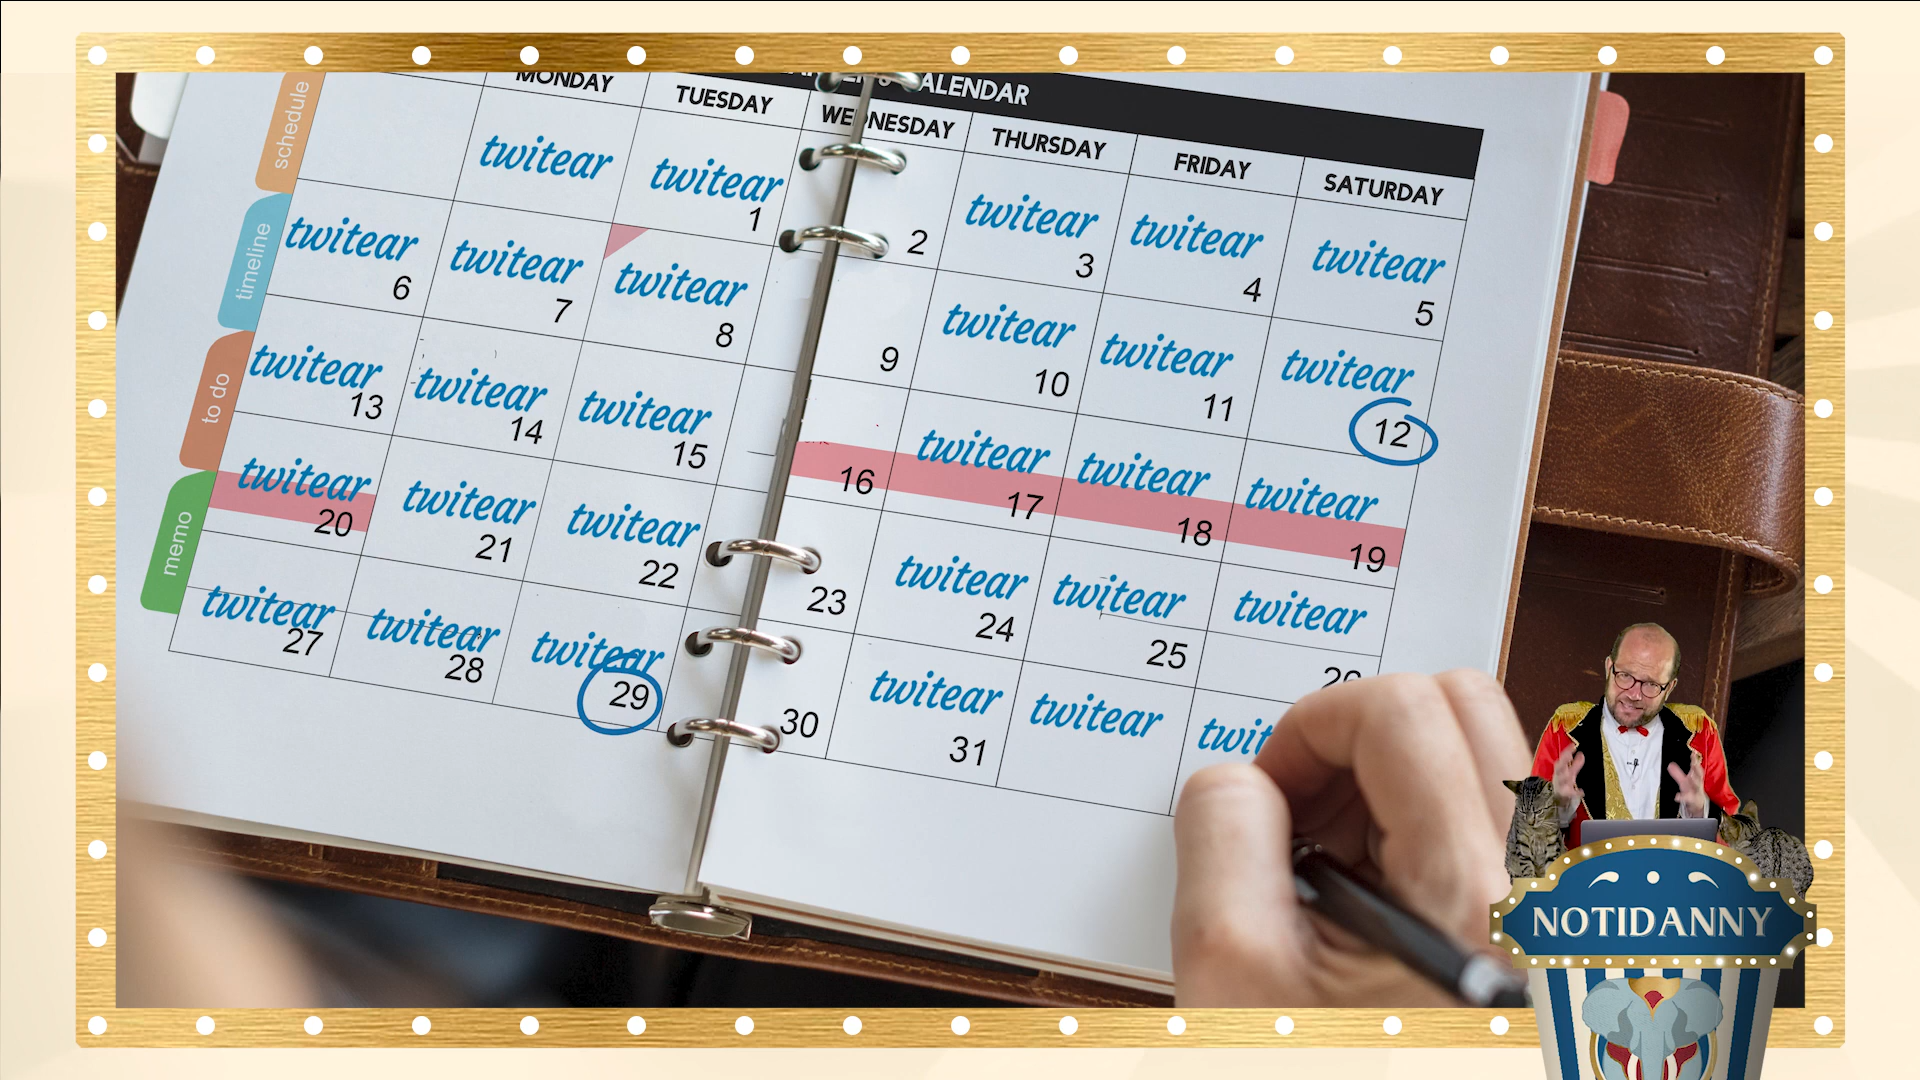 CALENDAR
MONDAY TUESDAY WEDNESDAY THURSDAY FRIDAY SATURDAY
schedule
twitear twitear twitear twitear twitear
1 2 3 4 5
timeline
twitear twitear twitear twitear twitear twitear
6 7 8 9 10 11 12
to do
twitear twitear twitear twitear twitear twitear
13 14 15 16 17 18 19
memo
twitear twitear twitear twitear twitear twitear
20 21 22 23 24 25
twitear twitear twitear twitear twitear
27 28 29 30 31
NOTIDANNY